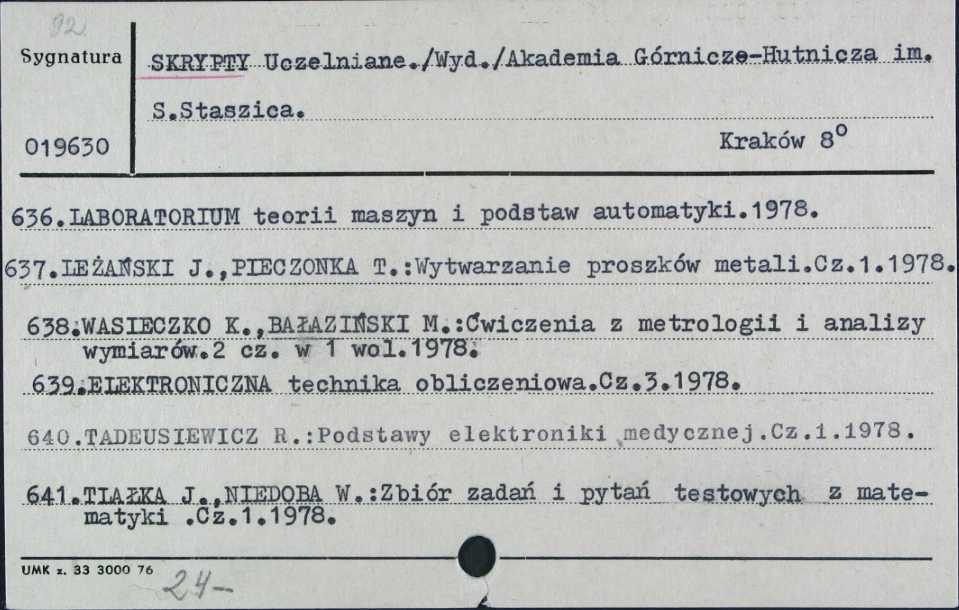 92
Sygnatura
SKRYPTY Uczelniane./Wyd./Akademia Górniczo-Hutnicza im.
S.Staszica.
019630
Kraków 8°
636.LABORATORIUM teorii maszyn i podstaw automatyki.1978.
637.LEŻAŃSKI J.,PIECZONKA T.:Wytwarzanie proszków metali.Cz.1.1978.
638.WASIECZKO K.,BAŁAZIŃSKI M.:Ćwiczenia z metrologii i analizy
wymiarów.2 cz. w 1 wol.1978.
639.ELEKTRONICZNA technika obliczeniowa.Cz.3.1978.
640.TADEUSIEWICZ R.:Podstawy elektroniki medycznej.Cz.1.1978.
641.TIAŁKA J.,NIEDOBA W.:Zbiór zadań i pytań testowych z mate-
matyki .Cz.1.1978.
UMK z. 33 3000 76
24-